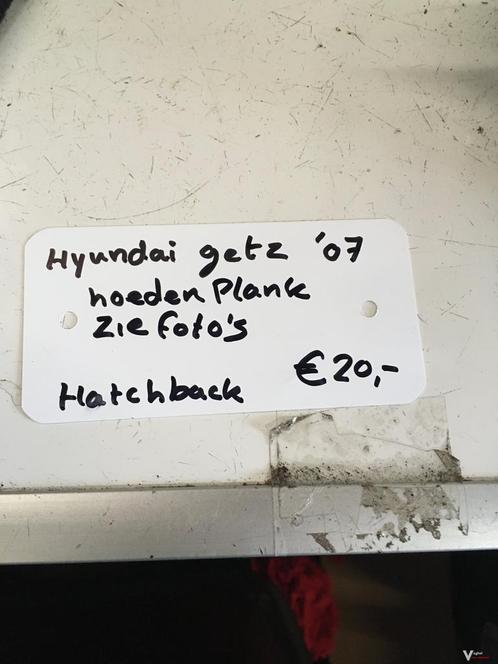 Hyundai getz '07
hoeden Plank
zie foto's
€20,-
Hatchback